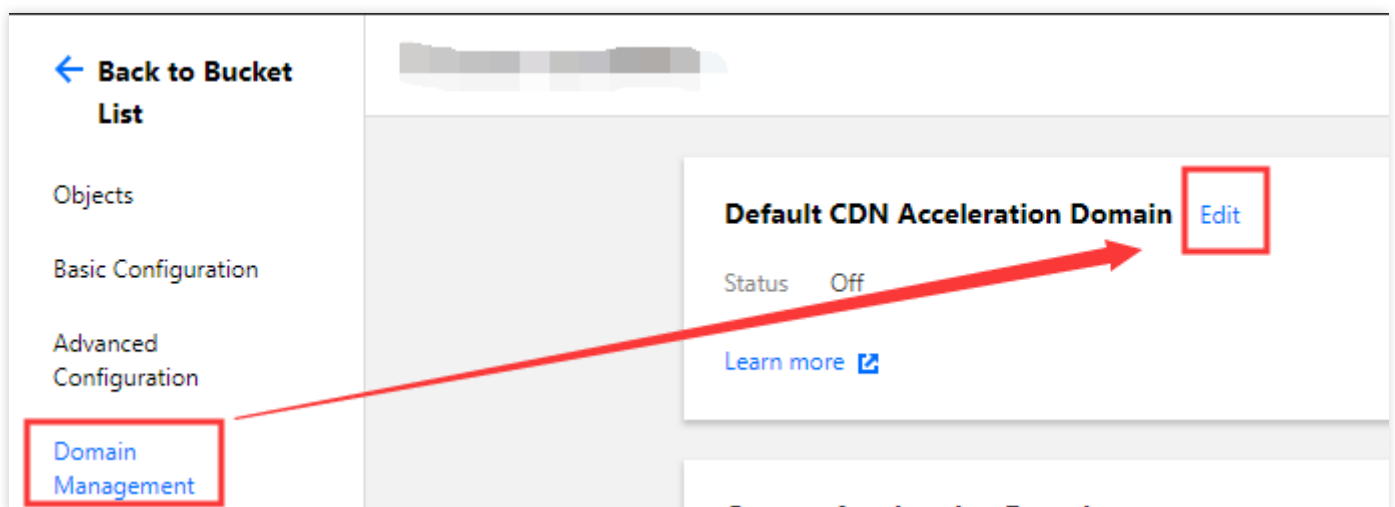 Back to Bucket
List
Objects
Basic Configuration
Advanced
Configuration
Domain
Management
Default CDN Acceleration Domain Edit
Status Off
Learn more